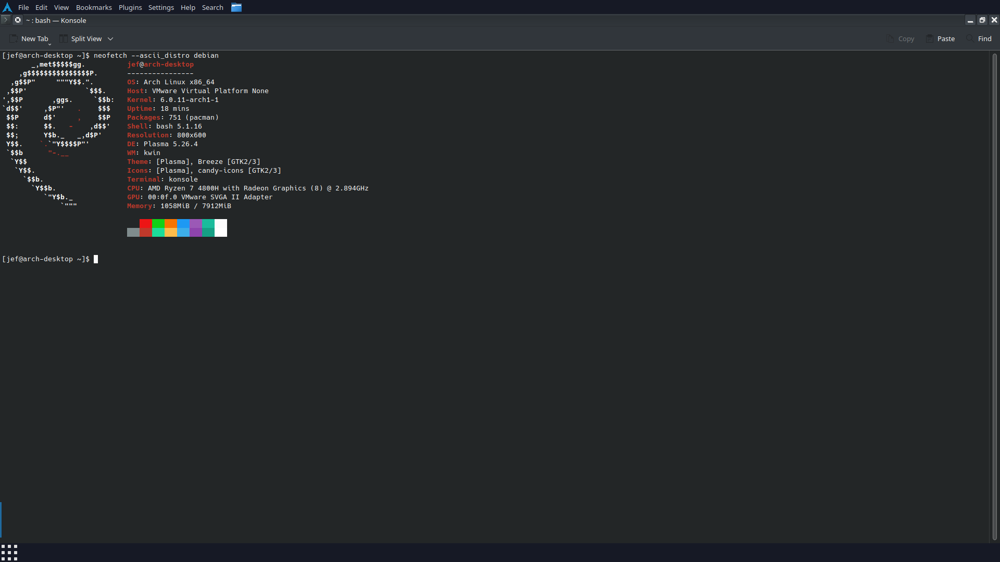 File Edit View Bookmarks Plugins Settings Help Search
~ : bash — Konsole
New Tab Split View Copy Paste Find
[jef@arch-desktop ~]$ neofetch --ascii_distro debian
       _,met$$$$$gg.          jef@arch-desktop
    ,g$$$$$$$$$$$$$$$P.       ----------------
  ,g$$P"     """Y$$.".        OS: Arch Linux x86_64
 ,$$P'              `$$$.     Host: VMware Virtual Platform None
',$$P       ,ggs.     `$$b:   Kernel: 6.0.11-arch1-1
`d$$'     ,$P"'   .    $$$    Uptime: 18 mins
 $$P      d$'     ,    $$P    Packages: 751 (pacman)
 $$:      $$.   -    ,d$$'    Shell: bash 5.1.16
 $$;      Y$b._   _,d$P'      Resolution: 800x600
 Y$$.    `.`"Y$$$$P"'         DE: Plasma 5.26.4
 `$$b      "-.__              WM: kwin
  `Y$$                        Theme: [Plasma], Breeze [GTK2/3]
   `Y$$.                      Icons: [Plasma], candy-icons [GTK2/3]
     `$$b.                    Terminal: konsole
       `Y$$b.                 CPU: AMD Ryzen 7 4800H with Radeon Graphics (8) @ 2.894GHz
          `"Y$b._             GPU: 00:0f.0 VMware SVGA II Adapter
              `"""            Memory: 1058MiB / 7912MiB
[jef@arch-desktop ~]$